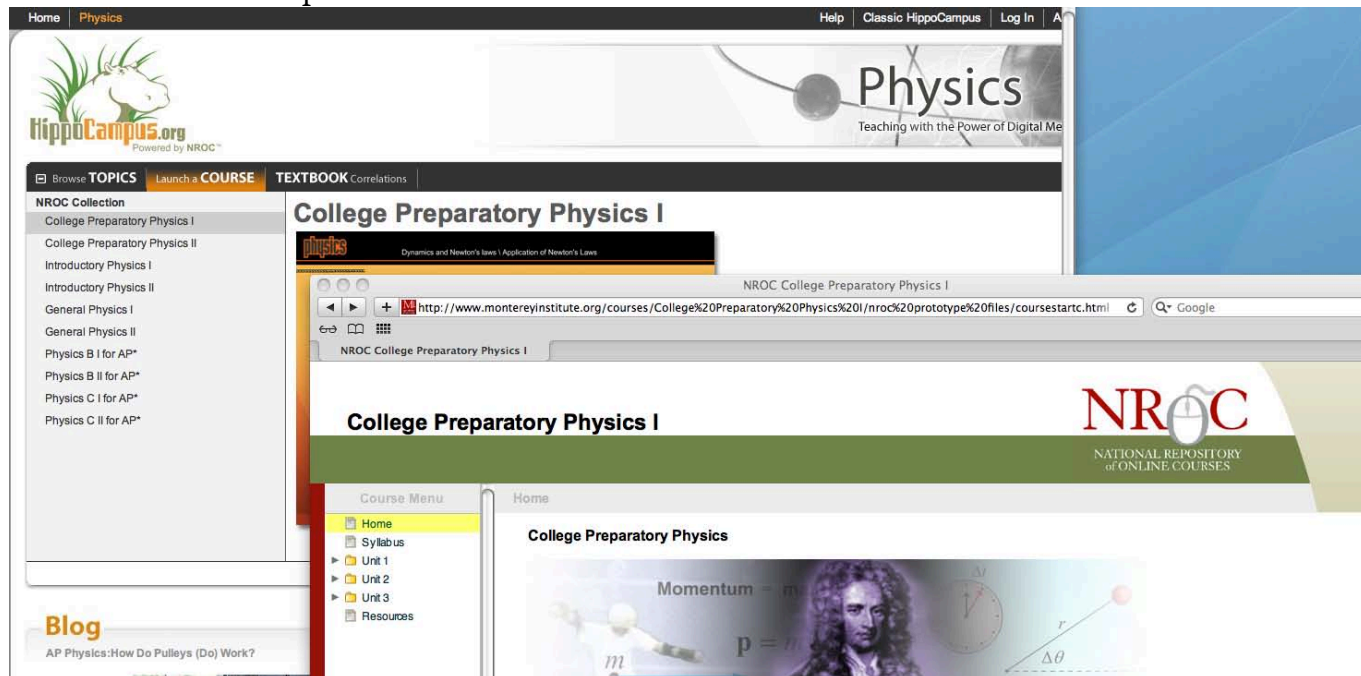 Home Physics Help Classic HippoCampus Log In A
HippoCampus.org
Powered by NROC™
Physics
Teaching with the Power of Digital Me
Browse TOPICS Launch a COURSE TEXTBOOK Correlations
NROC Collection
College Preparatory Physics I
College Preparatory Physics II
Introductory Physics I
Introductory Physics II
General Physics I
General Physics II
Physics B I for AP*
Physics B II for AP*
Physics C I for AP*
Physics C II for AP*
College Preparatory Physics I
physics Dynamics and Newton's laws \ Application of Newton's Laws
NROC College Preparatory Physics I
http://www.montereyinstitute.org/courses/College%20Preparatory%20Physics%20I/nroc%20prototype%20files/coursestartc.html Google
NROC College Preparatory Physics I
College Preparatory Physics I
NROC
NATIONAL REPOSITORY
of ONLINE COURSES
Course Menu
Home
Syllabus
Unit 1
Unit 2
Unit 3
Resources
Home
College Preparatory Physics
Momentum = m
p = m
m
Δt
r
Δθ
Blog
AP Physics:How Do Pulleys (Do) Work?